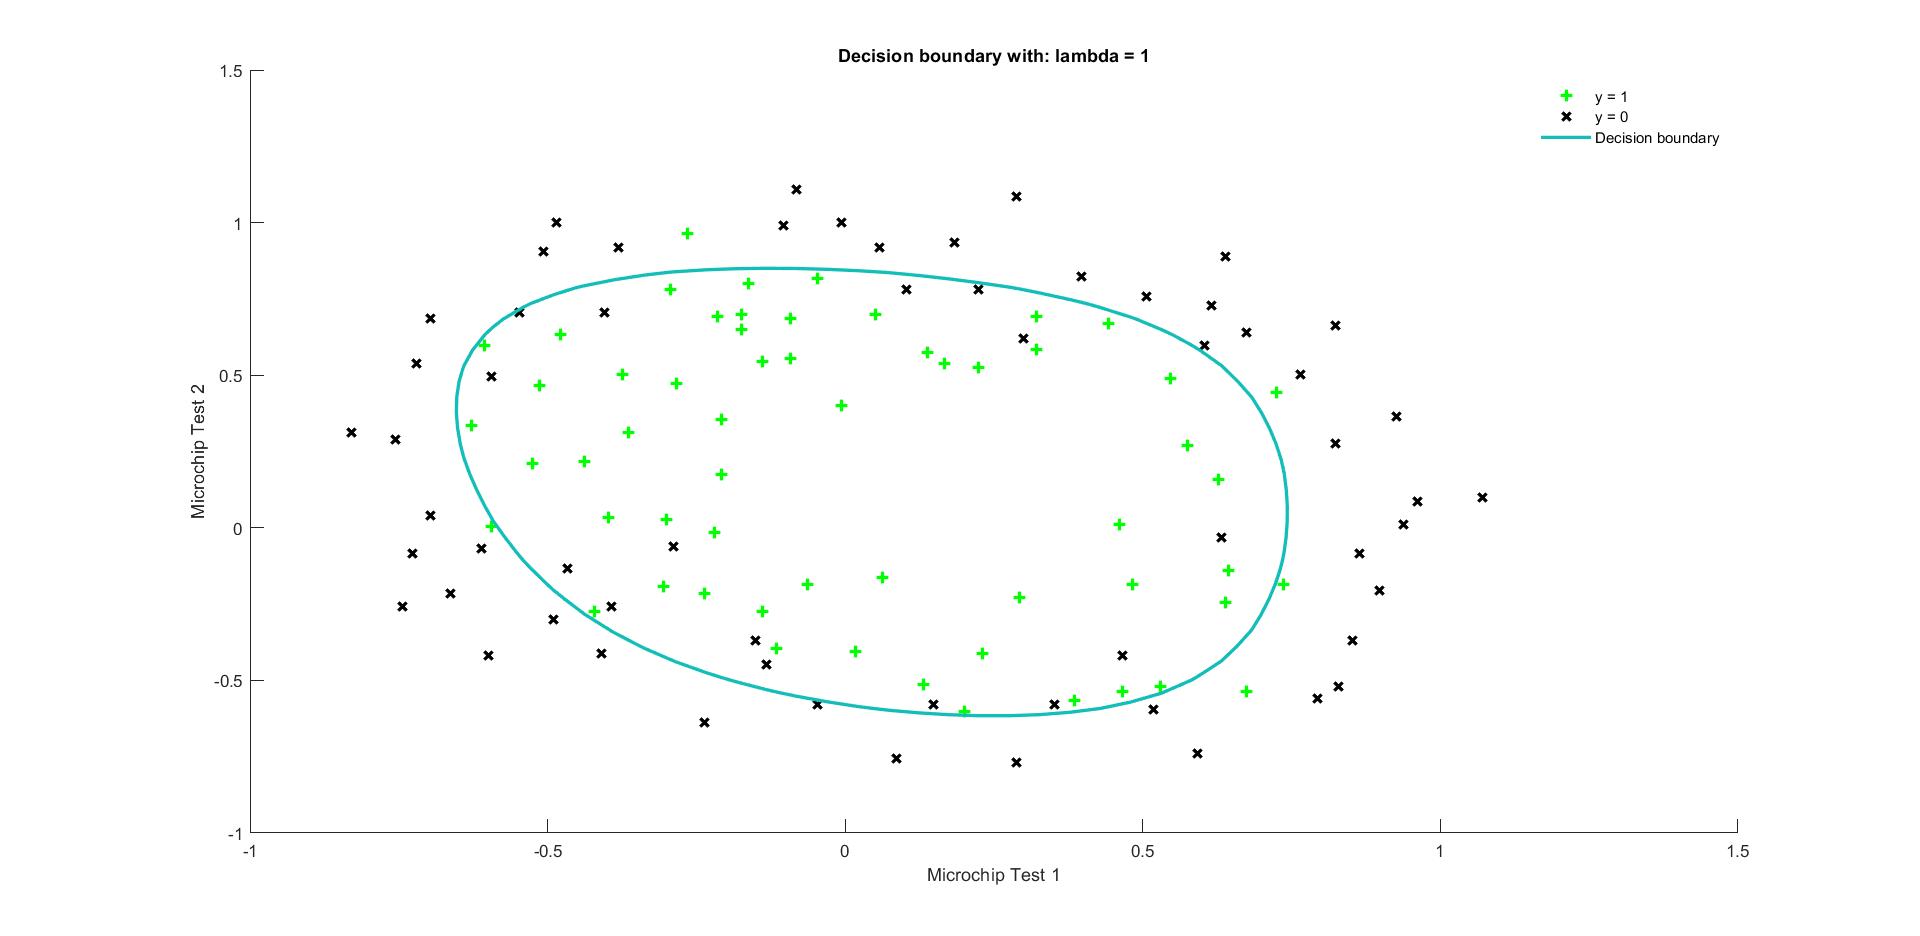 Decision boundary with: lambda = 1
1.5
y = 1
y = 0
Decision boundary
1
0.5
Microchip Test 2
0
-0.5
-1
-1
-0.5
0
0.5
1
1.5
Microchip Test 1